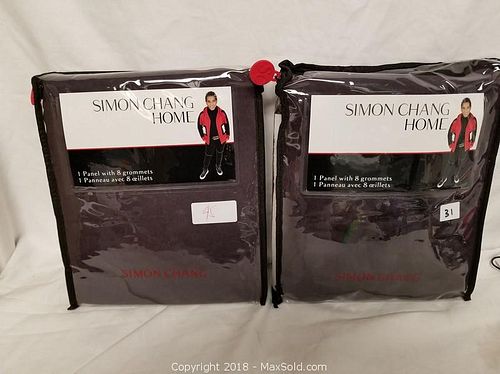 SIMON CHANG
HOME
1 Panel with 8 grommets
1 Panneau avec 8 œillets
SIMON CHANG
SIMON CHANG
HOME
1 Panel with 8 grommets
1 Panneau avec 8 œillets
31
SIMON CHANG
Copyright 2018 - MaxSold.com